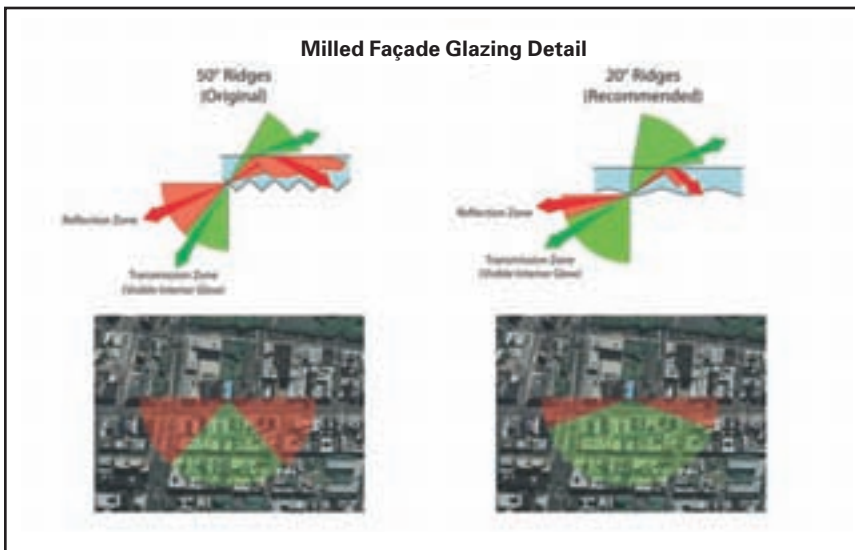 Milled Façade Glazing Detail
50° Ridges
(Original)
20° Ridges
(Recommended)
Reflection Zone
Transmission Zone
(Visible Interior Glow)
Reflection Zone
Transmission Zone
(Visible Interior Glow)